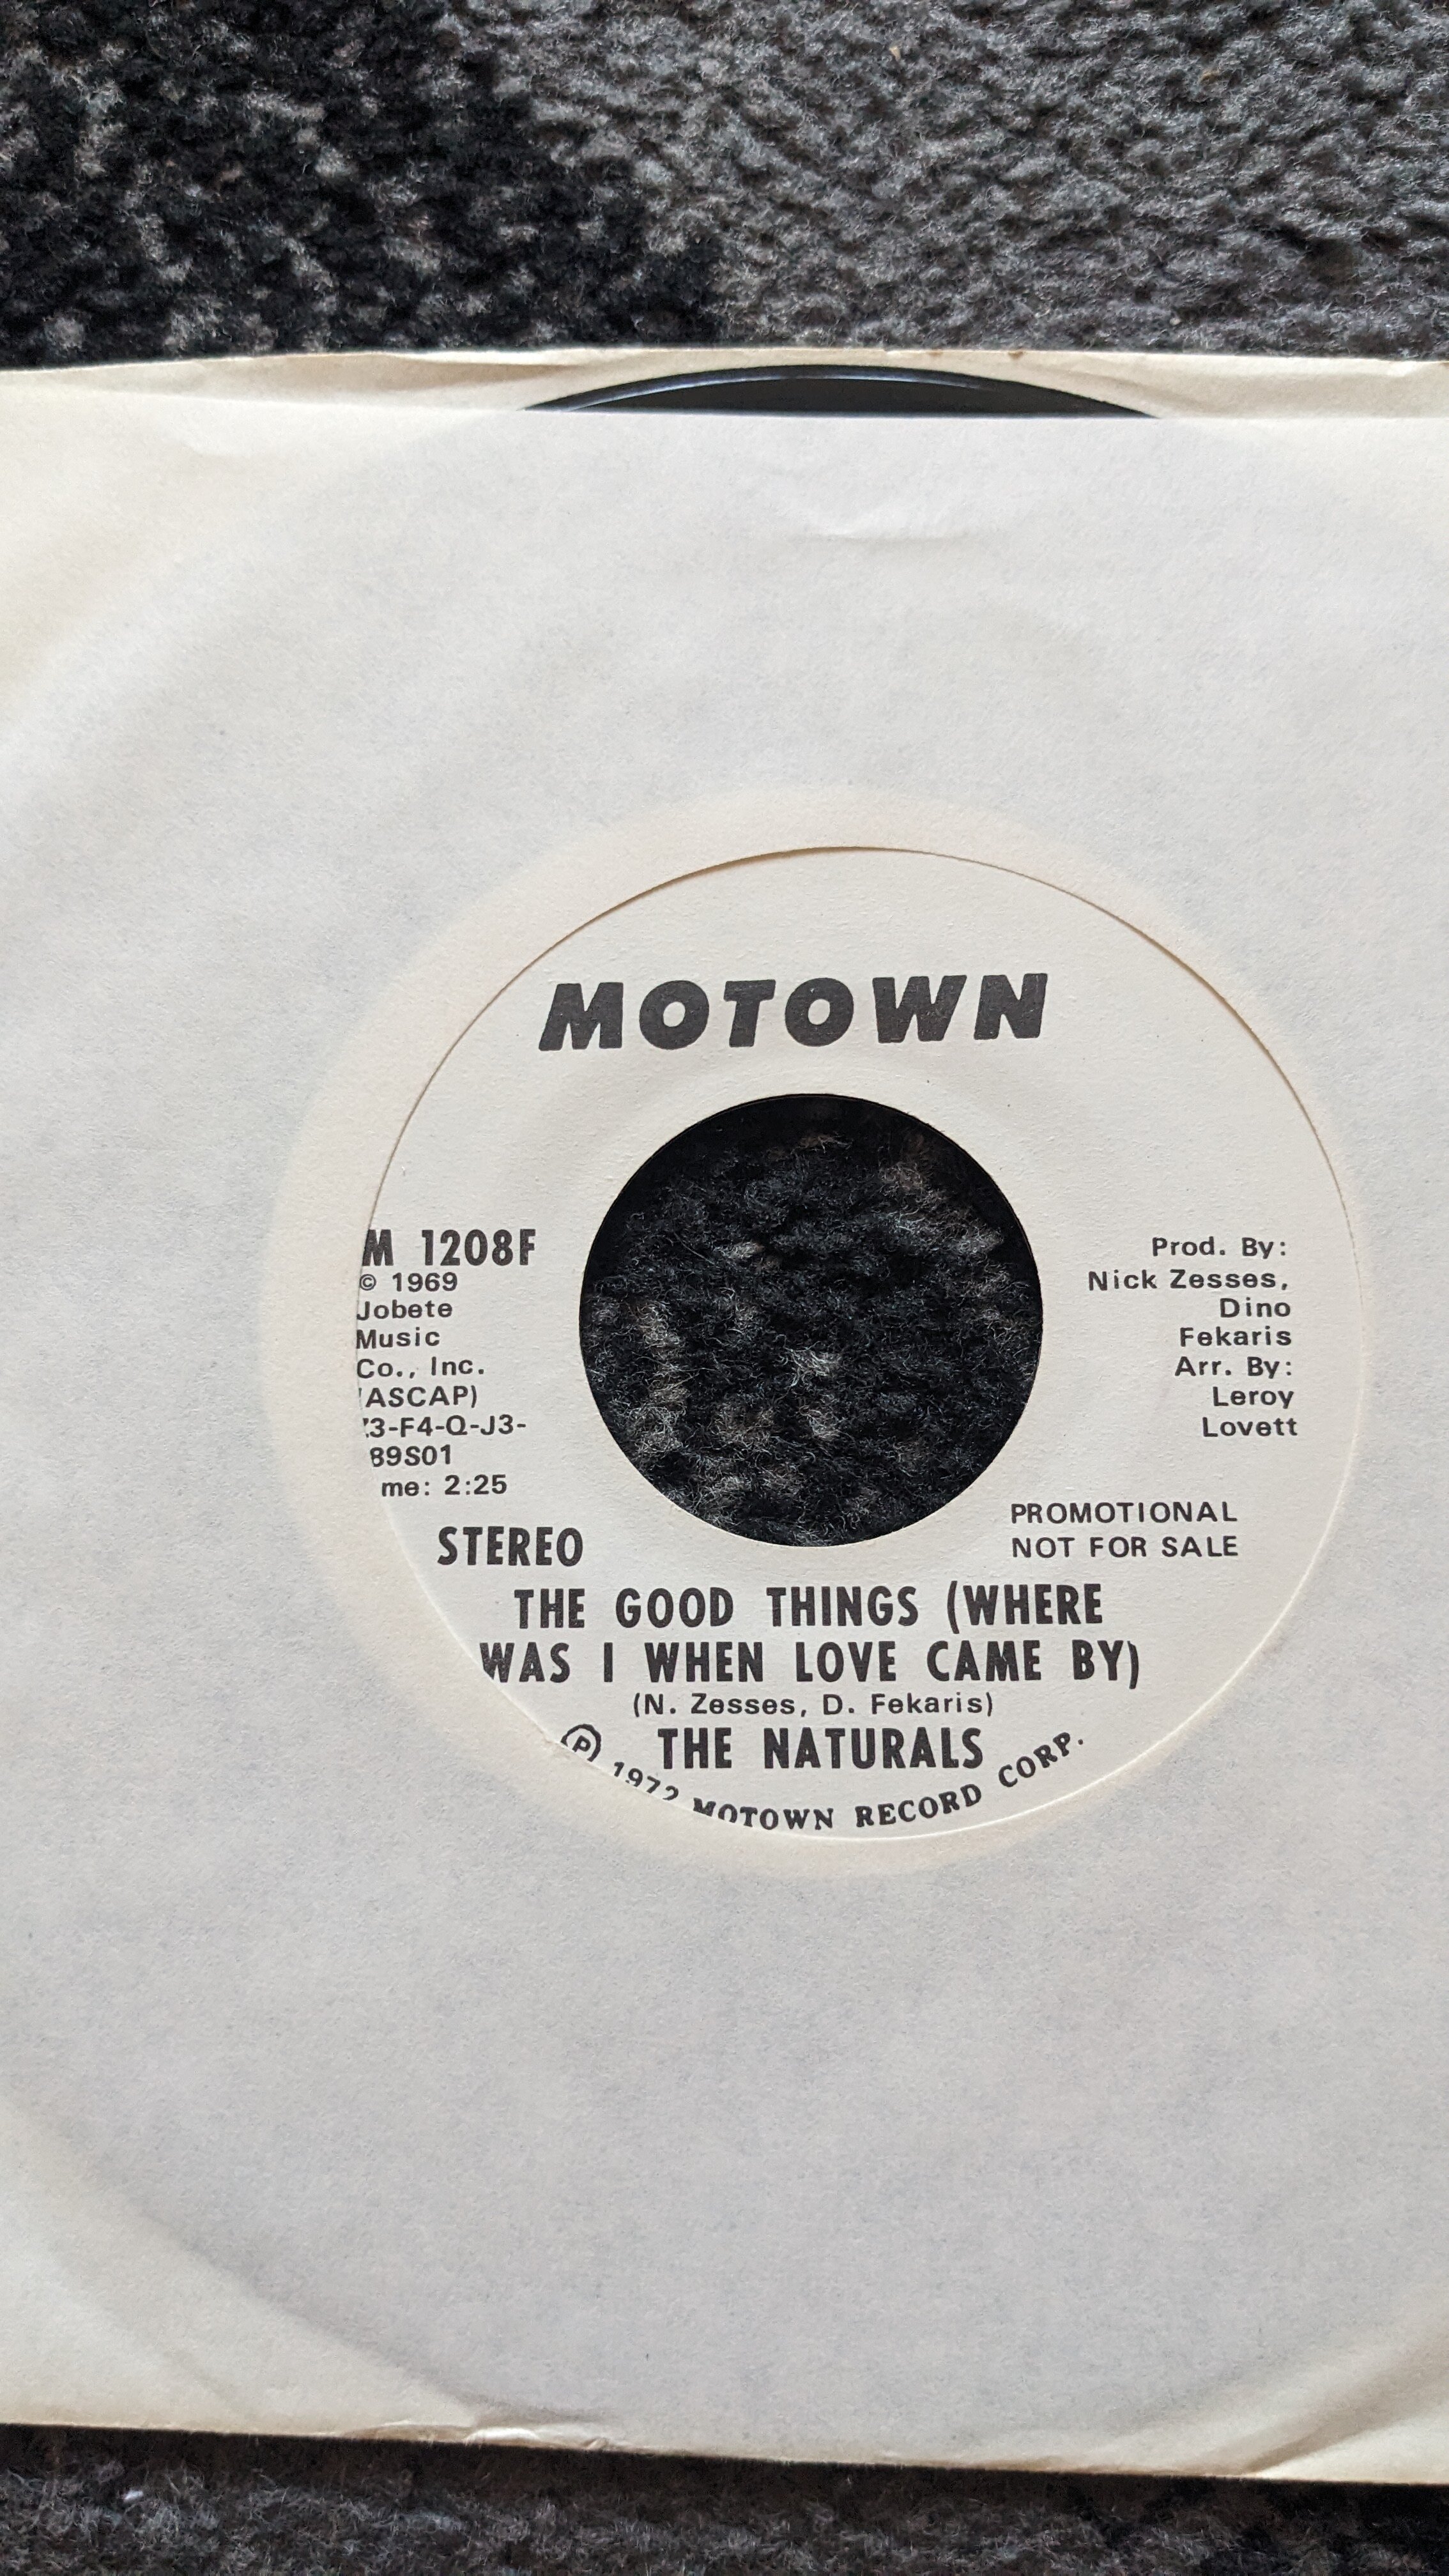 MOTOWN
M 1208F
© 1969
Jobete
Music
Co., Inc.
ASCAP)
3-F4-Q-J3-
89S01
me: 2:25
STEREO
Prod. By:
Nick Zesses,
Dino
Fekaris
Arr. By:
Leroy
Lovett
PROMOTIONAL
NOT FOR SALE
THE GOOD THINGS (WHERE
WAS I WHEN LOVE CAME BY)
(N. Zesses, D. Fekaris)
THE NATURALS
℗ 1972 MOTOWN RECORD CORP.